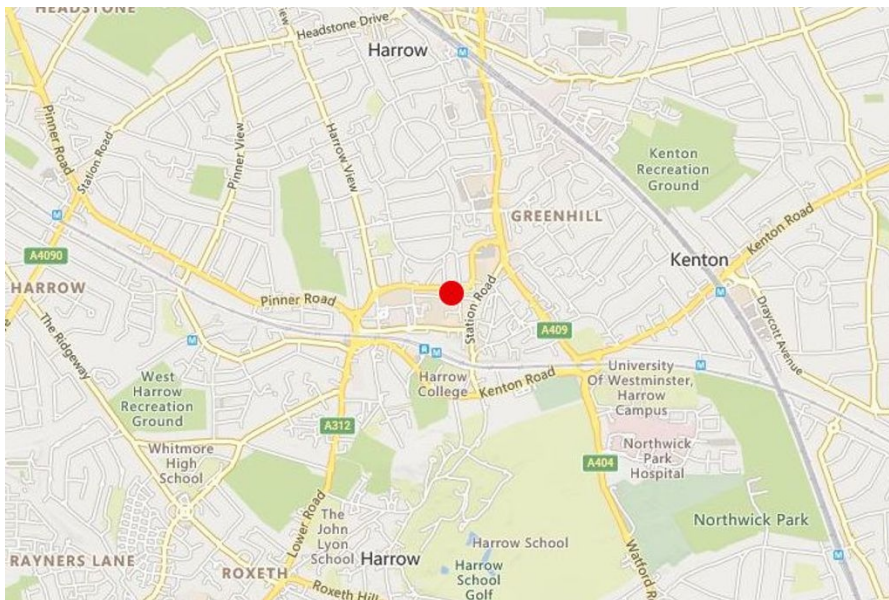 HEADSTONE
Headstone Drive
Harrow
Pinner Road
Station Road
Pinner View
Harrow View
Kenton
Recreation
Ground
GREENHILL
Kenton Road
Kenton
A4090
HARROW
Pinner Road
Station Road
A409
Draycott Avenue
The Ridgeway
West
Harrow
Recreation
Ground
Harrow
College
Kenton Road
University
Of Westminster,
Harrow
Campus
A312
Whitmore
High
School
Northwick
Park
Hospital
A404
Lower Road
The
John
Lyon
School
Harrow
Harrow School
Harrow
School
Golf
Northwick Park
Watford R
RAYNERS LANE
ROXETH
Roxeth Hill